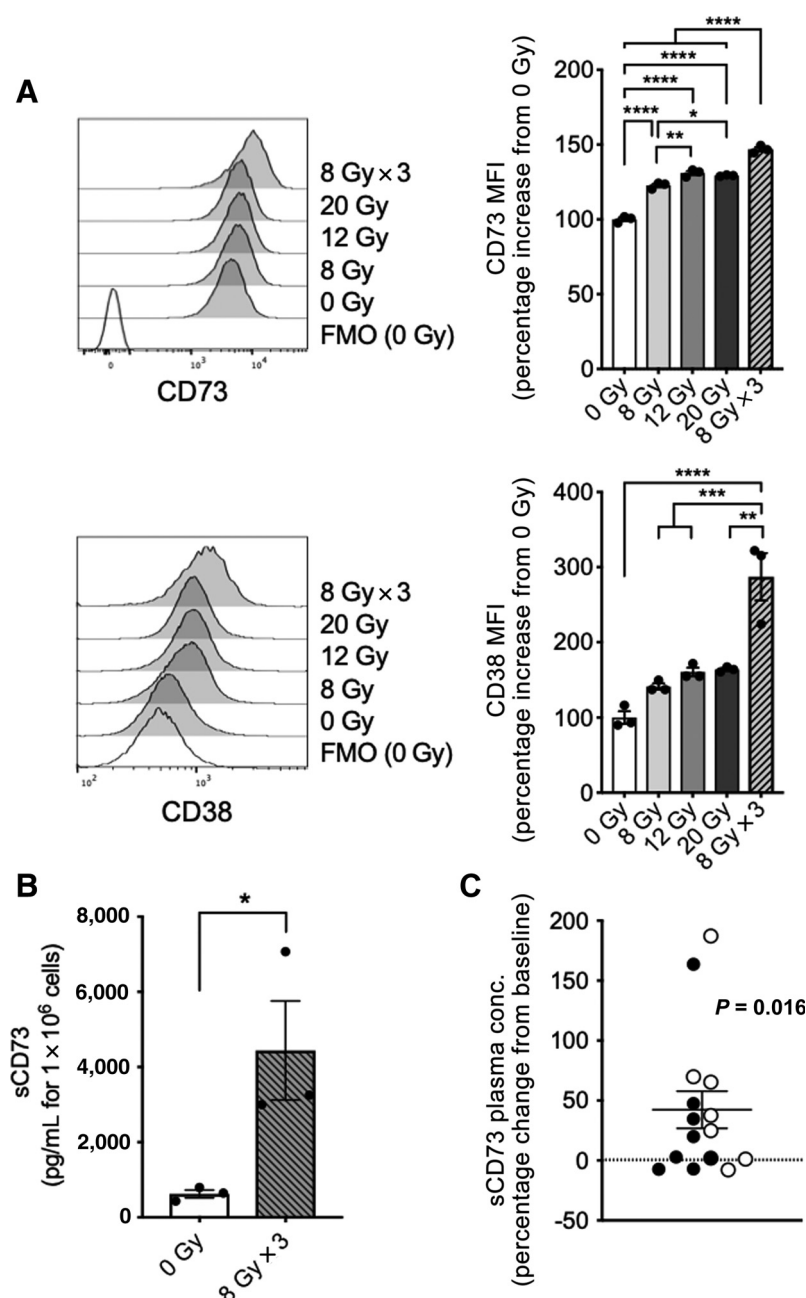 A
8 Gy × 3
20 Gy
12 Gy
8 Gy
0 Gy
FMO (0 Gy)
0 10³ 10⁴
CD73
CD73 MFI
(percentage increase from 0 Gy)
200
150
100
50
0
****
****
****
**** *
**
0 Gy
8 Gy
12 Gy
20 Gy
8 Gy × 3
8 Gy × 3
20 Gy
12 Gy
8 Gy
0 Gy
FMO (0 Gy)
10² 10³
CD38
CD38 MFI
(percentage increase from 0 Gy)
400
300
200
100
0
****
***
**
0 Gy
8 Gy
12 Gy
20 Gy
8 Gy × 3
B
sCD73
(pg/mL for 1 × 10⁶ cells)
8,000
6,000
4,000
2,000
0
*
0 Gy
8 Gy × 3
C
sCD73 plasma conc.
(percentage change from baseline)
200
150
100
50
0
-50
P = 0.016